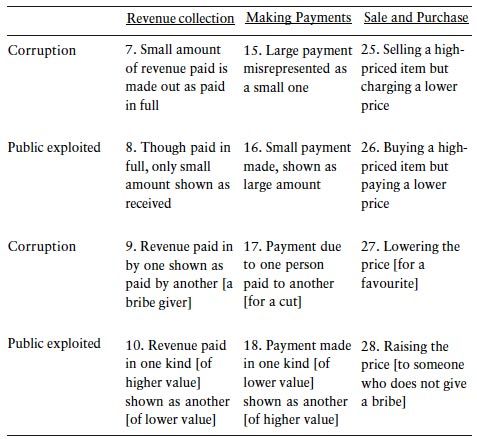 Revenue collection Making Payments Sale and Purchase
Corruption 7. Small amount 15. Large payment 25. Selling a high-
of revenue paid is misrepresented as priced item but
made out as paid a small one charging a lower
in full price
Public exploited 8. Though paid in 16. Small payment 26. Buying a high-
full, only small made, shown as priced item but
amount shown as large amount paying a lower
received price
Corruption 9. Revenue paid in 17. Payment due 27. Lowering the
by one shown as to one person price [for a
paid by another [a paid to another favourite]
bribe giver] [for a cut]
Public exploited 10. Revenue paid 18. Payment made 28. Raising the
in one kind [of in one kind [of price [to someone
higher value] lower value] who does not give
shown as another shown as another a bribe]
[of lower value] [of higher value]